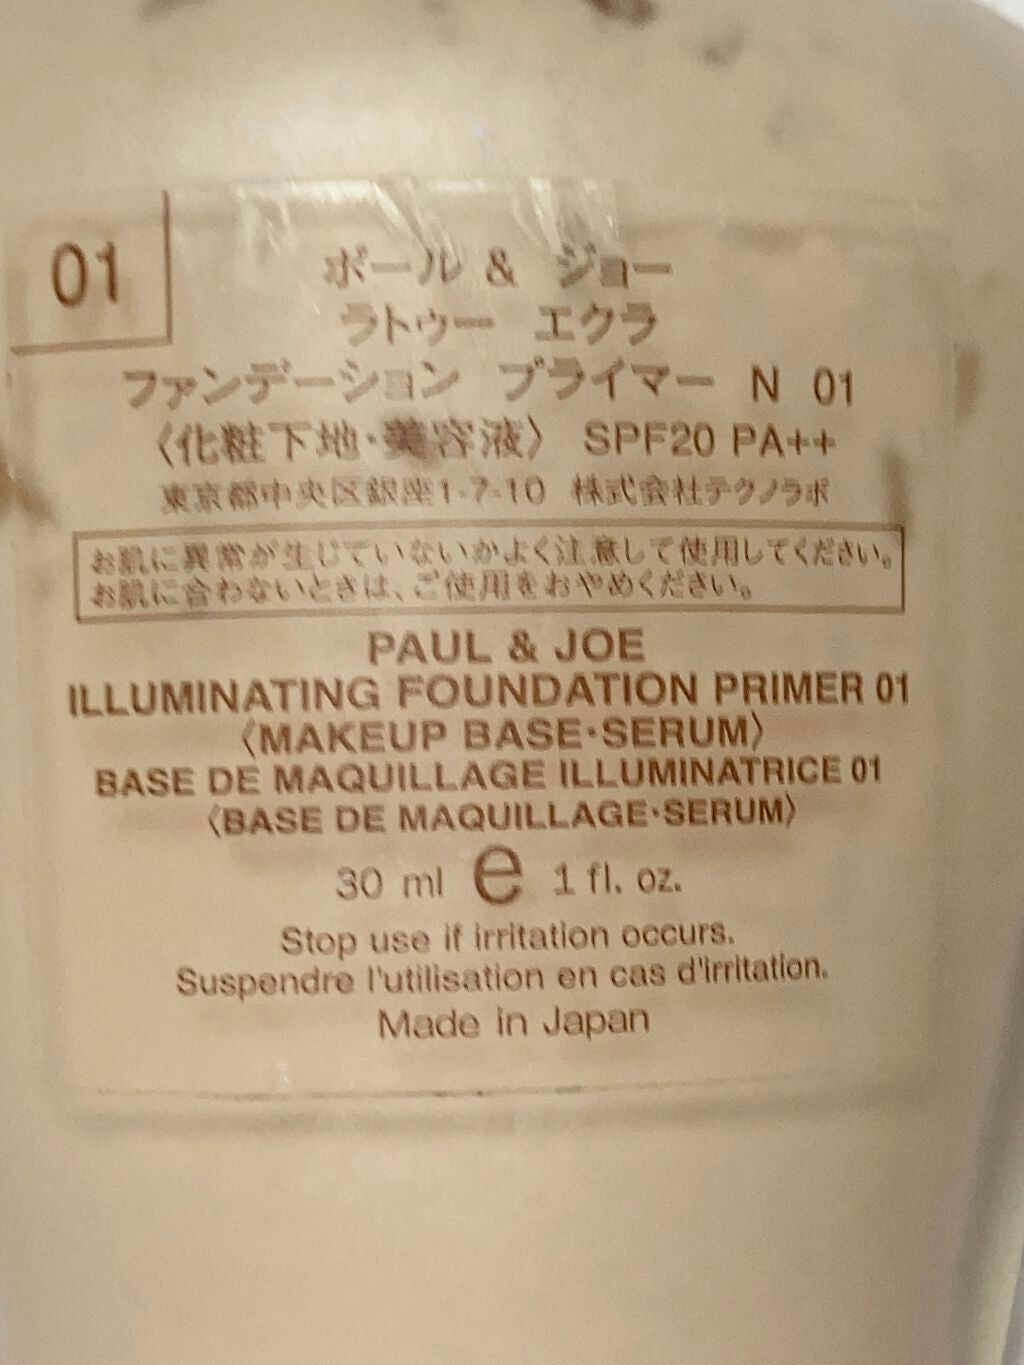 01
ポール & ジョー
ラトゥー エクラ
ファンデーション プライマー N 01
〈化粧下地・美容液〉 SPF20 PA++
東京都中央区銀座1-7-10 株式会社テクノラボ
お肌に異常が生じていないかよく注意して使用してください。
お肌に合わないときは、ご使用をおやめください。
PAUL & JOE
ILLUMINATING FOUNDATION PRIMER 01
〈MAKEUP BASE·SERUM〉
BASE DE MAQUILLAGE ILLUMINATRICE 01
〈BASE DE MAQUILLAGE·SERUM〉
30 ml e 1 fl. oz.
Stop use if irritation occurs.
Suspendre l'utilisation en cas d'irritation.
Made in Japan